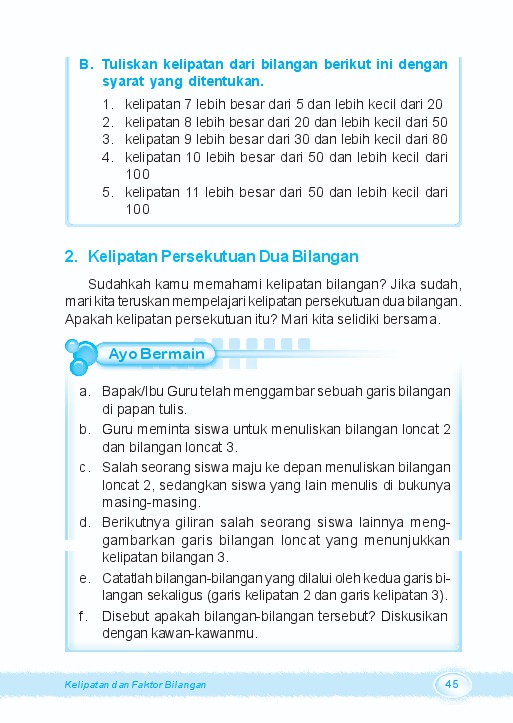 B. Tuliskan kelipatan dari bilangan berikut ini dengan
syarat yang ditentukan.
1. kelipatan 7 lebih besar dari 5 dan lebih kecil dari 20
2. kelipatan 8 lebih besar dari 20 dan lebih kecil dari 50
3. kelipatan 9 lebih besar dari 30 dan lebih kecil dari 80
4. kelipatan 10 lebih besar dari 50 dan lebih kecil dari
100
5. kelipatan 11 lebih besar dari 50 dan lebih kecil dari
100
2. Kelipatan Persekutuan Dua Bilangan
Sudahkah kamu memahami kelipatan bilangan? Jika sudah,
mari kita teruskan mempelajari kelipatan persekutuan dua bilangan.
Apakah kelipatan persekutuan itu? Mari kita selidiki bersama.
Ayo Bermain
a. Bapak/Ibu Guru telah menggambar sebuah garis bilangan
di papan tulis.
b. Guru meminta siswa untuk menuliskan bilangan loncat 2
dan bilangan loncat 3.
c. Salah seorang siswa maju ke depan menuliskan bilangan
loncat 2, sedangkan siswa yang lain menulis di bukunya
masing-masing.
d. Berikutnya giliran salah seorang siswa lainnya meng-
gambarkan garis bilangan loncat yang menunjukkan
kelipatan bilangan 3.
e. Catatlah bilangan-bilangan yang dilalui oleh kedua garis bi-
langan sekaligus (garis kelipatan 2 dan garis kelipatan 3).
f. Disebut apakah bilangan-bilangan tersebut? Diskusikan
dengan kawan-kawanmu.
Kelipatan dan Faktor Bilangan
45